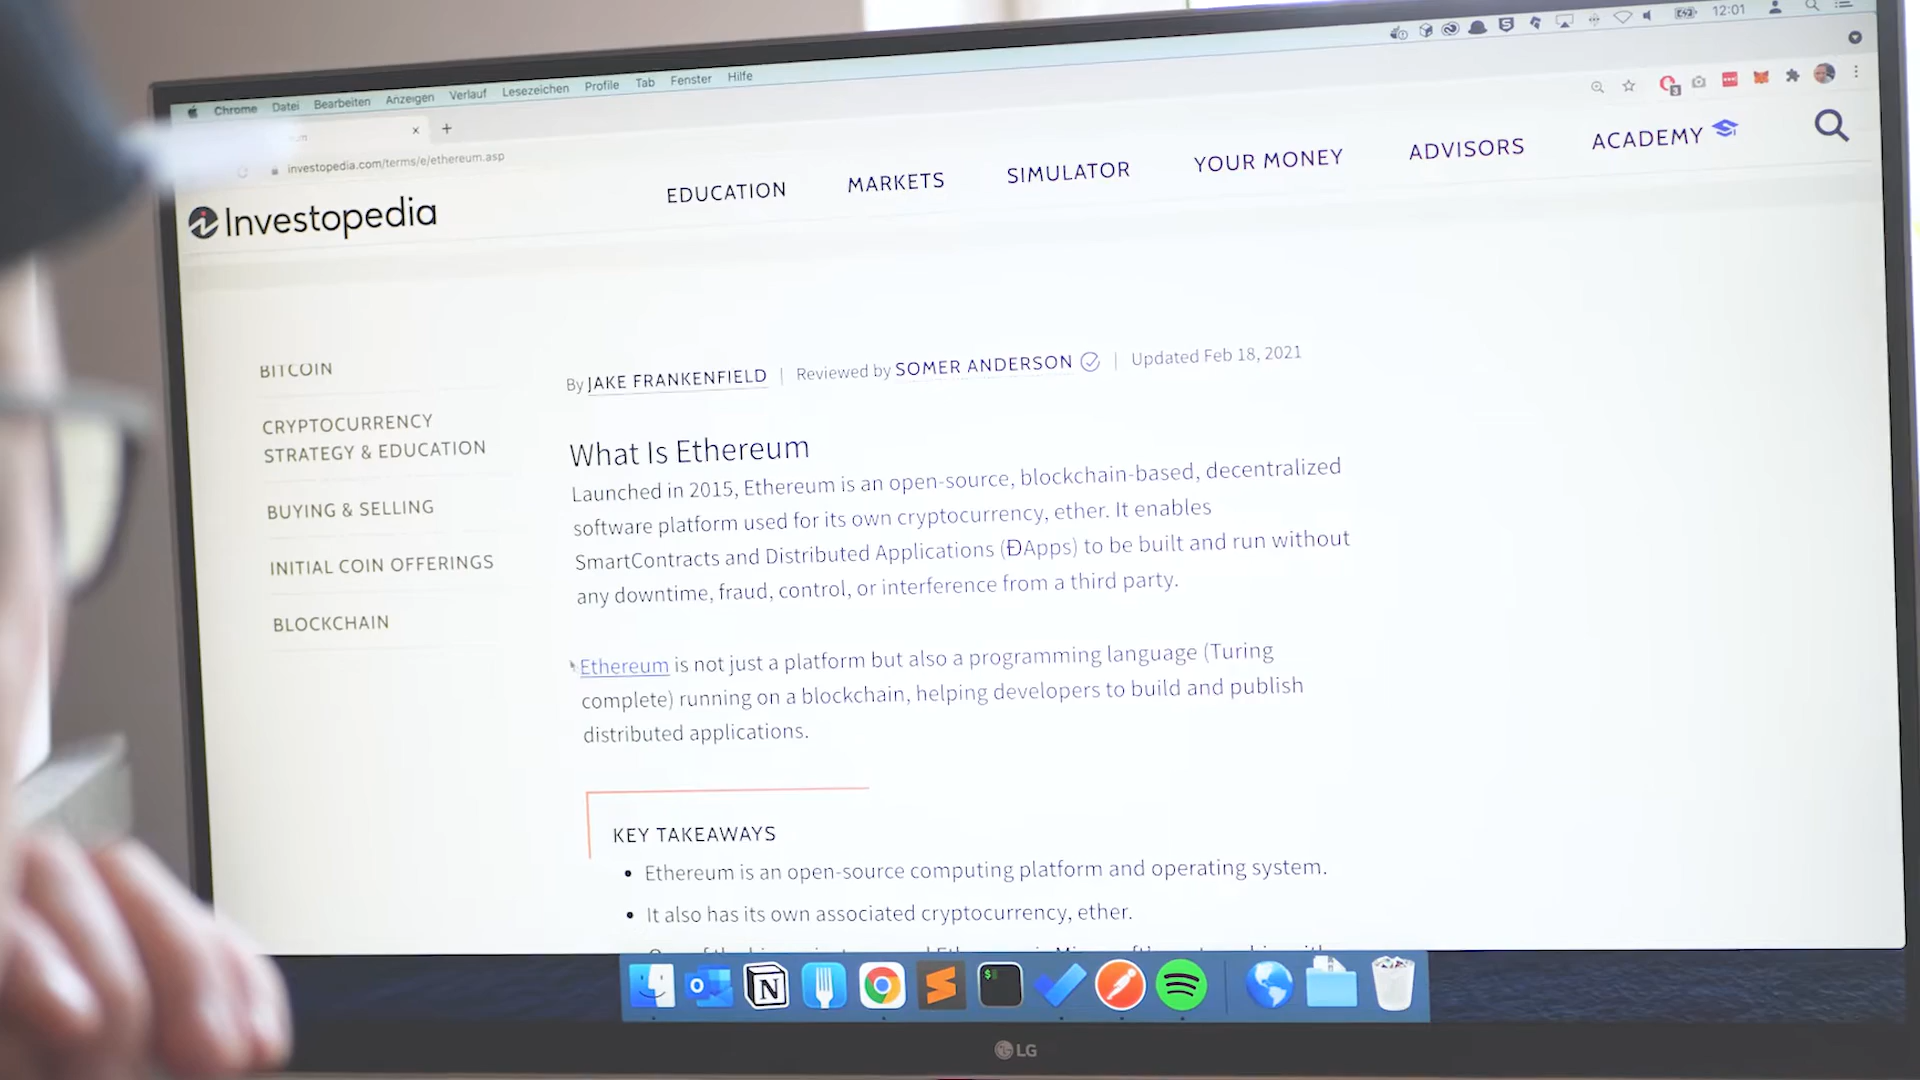 Chrome Datei Bearbeiten Anzeigen Verlauf Lesezeichen Profile Tab Fenster Hilfe
12:01
investopedia.com/terms/e/ethereum.asp
Investopedia
EDUCATION MARKETS SIMULATOR YOUR MONEY ADVISORS ACADEMY
BITCOIN
CRYPTOCURRENCY
STRATEGY & EDUCATION
BUYING & SELLING
INITIAL COIN OFFERINGS
BLOCKCHAIN
By JAKE FRANKENFIELD | Reviewed by SOMER ANDERSON | Updated Feb 18, 2021
What Is Ethereum
Launched in 2015, Ethereum is an open-source, blockchain-based, decentralized
software platform used for its own cryptocurrency, ether. It enables
SmartContracts and Distributed Applications (ĐApps) to be built and run without
any downtime, fraud, control, or interference from a third party.
Ethereum is not just a platform but also a programming language (Turing
complete) running on a blockchain, helping developers to build and publish
distributed applications.
KEY TAKEAWAYS
• Ethereum is an open-source computing platform and operating system.
• It also has its own associated cryptocurrency, ether.
LG